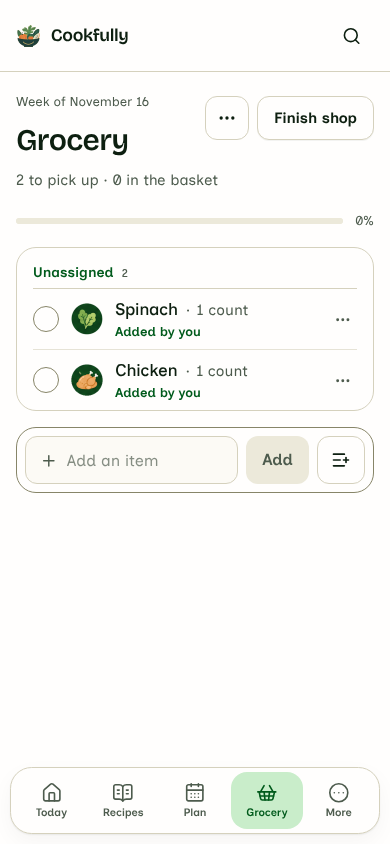 Cookfully
Week of November 16
Grocery
Finish shop
2 to pick up · 0 in the basket
0%
Unassigned 2
Spinach · 1 count
Added by you
Chicken · 1 count
Added by you
Add an item
Add
Today
Recipes
Plan
Grocery
More